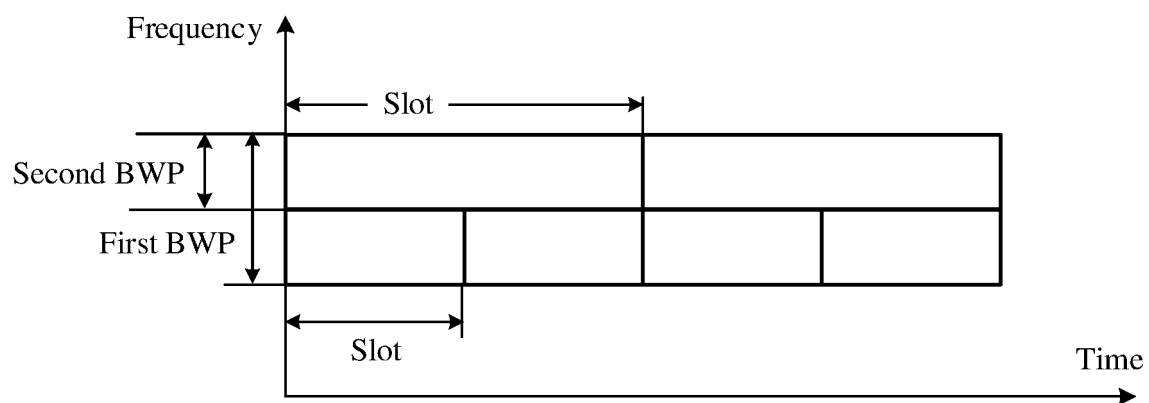 Frequency
Slot
Second BWP
First BWP
Slot
Time